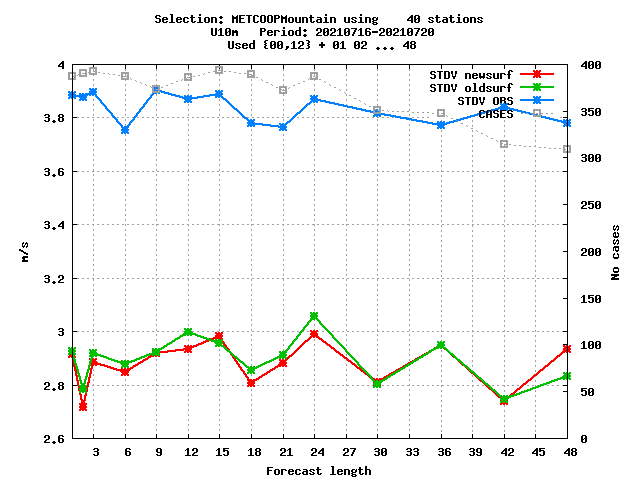 Selection: METCOOPMountain using    40 stations
U10m   Period: 20210716-20210720
Used {00,12} + 01 02 ... 48
4
3.8
3.6
3.4
3.2
3
2.8
2.6
m/s
400
350
300
250
200
150
100
50
0
No cases
STDV newsurf
STDV oldsurf
STDV OBS
CASES
3 6 9 12 15 18 21 24 27 30 33 36 39 42 45 48
Forecast length